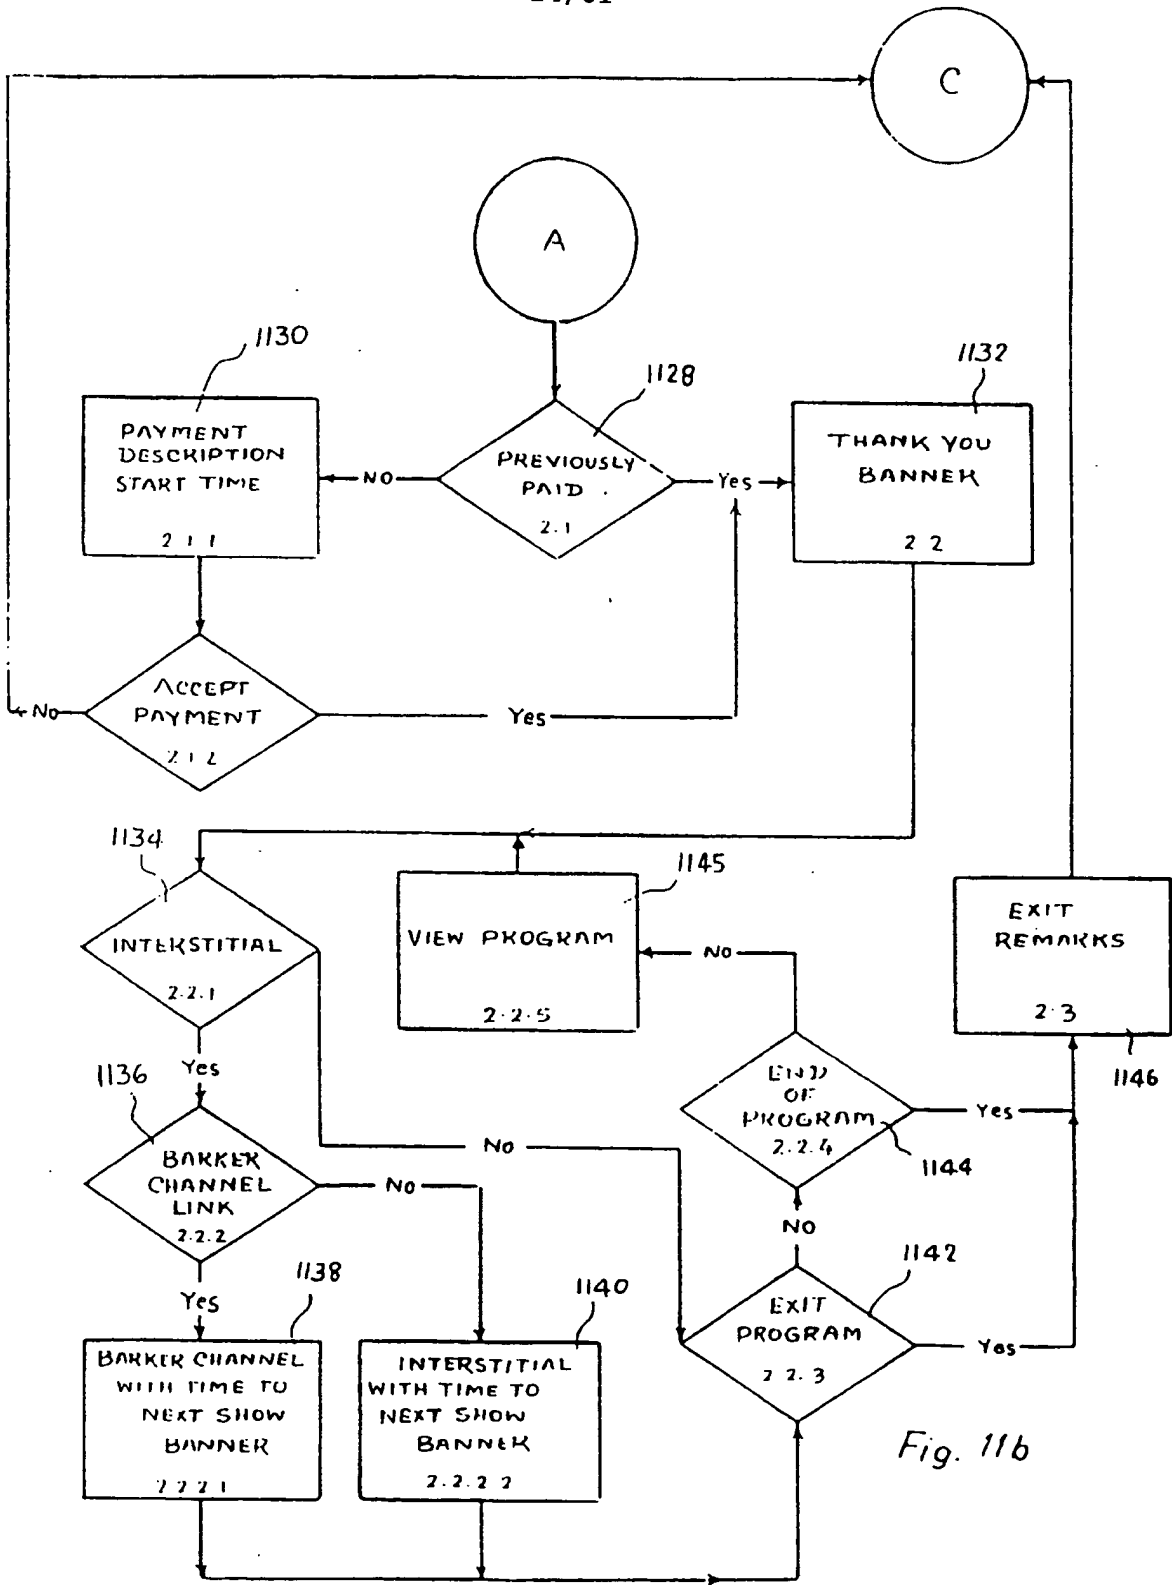 C
A
1130
1128
1132
PAYMENT
DESCRIPTION
START TIME
2 1 1
NO
PREVIOUSLY
PAID
2.1
Yes
THANK YOU
BANNER
2 2
No
ACCEPT
PAYMENT
2 1 2
Yes
1134
1145
INTERSTITIAL
2.2.1
VIEW PROGRAM
2.2.5
No
EXIT
REMARKS
2.3
1146
Yes
1136
END
OF
PROGRAM
2.2.4
Yes
1144
No
BARKER
CHANNEL
LINK
2.2.2
No
NO
1142
Yes
1138
1140
EXIT
PROGRAM
2 2.3
Yes
BARKER CHANNEL
WITH TIME TO
NEXT SHOW
BANNER
2 2 2 1
INTERSTITIAL
WITH TIME TO
NEXT SHOW
BANNER
2.2.2 2
Fig. 11b